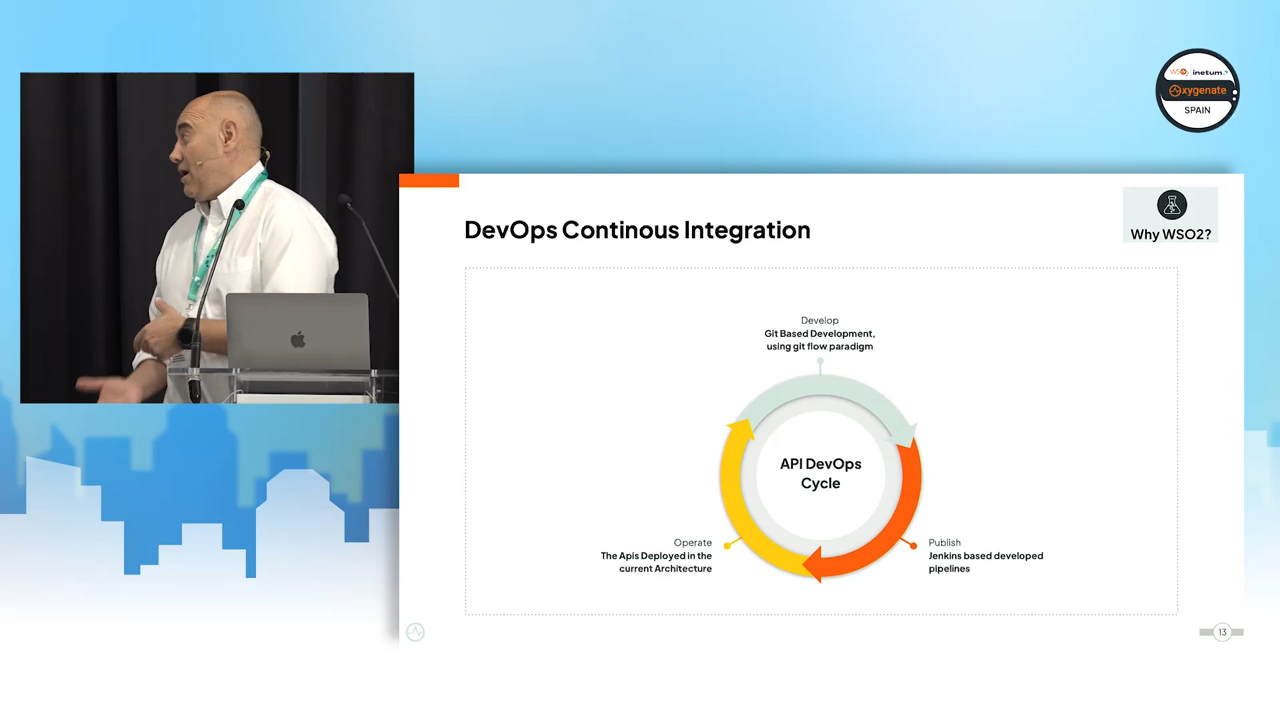 WSO2 inetum.
Oxygenate
SPAIN
DevOps Continous Integration
Why WSO2?
Develop
Git Based Development,
using git flow paradigm
API DevOps
Cycle
Operate
The Apis Deployed in the
current Architecture
Publish
Jenkins based developed
pipelines
13